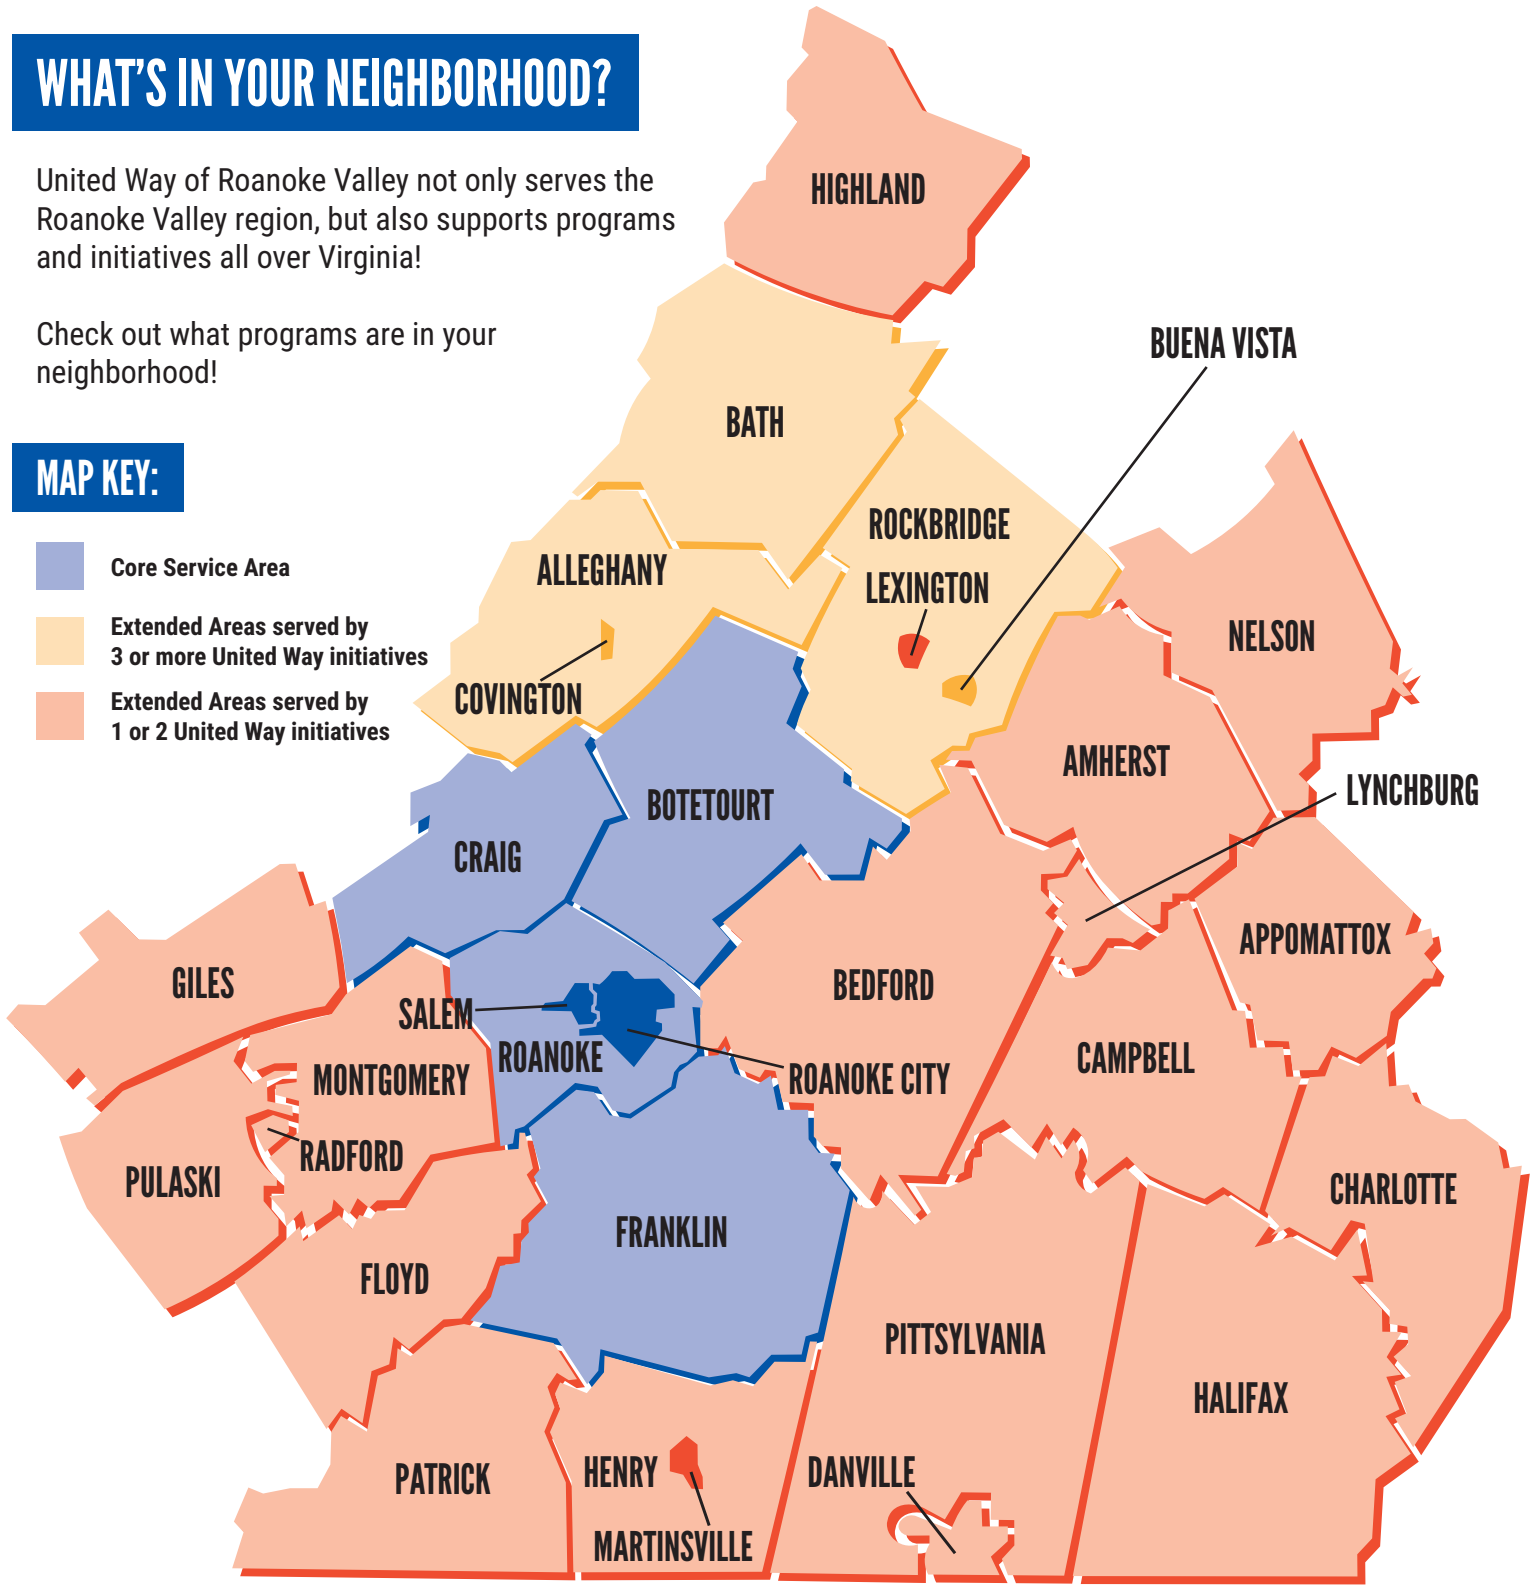 WHAT'S IN YOUR NEIGHBORHOOD?
United Way of Roanoke Valley not only serves the
Roanoke Valley region, but also supports programs
and initiatives all over Virginia!
Check out what programs are in your
neighborhood!
MAP KEY:
Core Service Area
Extended Areas served by
3 or more United Way initiatives
Extended Areas served by
1 or 2 United Way initiatives
HIGHLAND
BUENA VISTA
BATH
ROCKBRIDGE
ALLEGHANY
LEXINGTON
NELSON
COVINGTON
AMHERST
LYNCHBURG
BOTETOURT
CRAIG
APPOMATTOX
GILES
BEDFORD
SALEM
ROANOKE
CAMPBELL
MONTGOMERY
ROANOKE CITY
RADFORD
PULASKI
CHARLOTTE
FRANKLIN
FLOYD
PITTSYLVANIA
HALIFAX
PATRICK
HENRY
DANVILLE
MARTINSVILLE